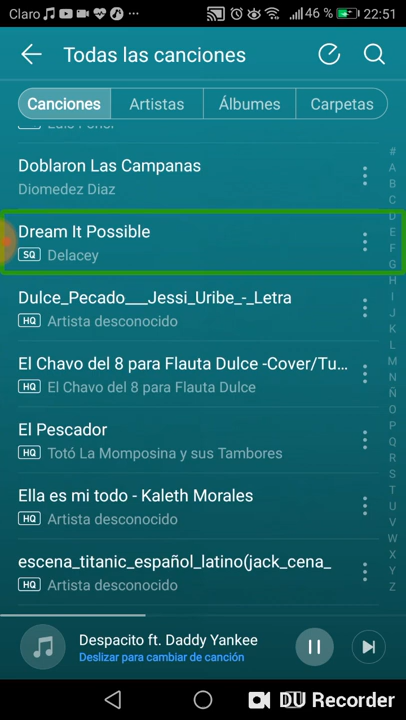 Claro 46 % 22:51
Todas las canciones
Canciones Artistas Álbumes Carpetas
Doblaron Las Campanas
Diomedez Diaz
Dream It Possible
SQ Delacey
Dulce_Pecado___Jessi_Uribe_-_Letra
HQ Artista desconocido
El Chavo del 8 para Flauta Dulce -Cover/Tu...
HQ El Chavo del 8 para Flauta Dulce
El Pescador
HQ Totó La Momposina y sus Tambores
Ella es mi todo - Kaleth Morales
HQ Artista desconocido
escena_titanic_español_latino(jack_cena_
HQ Artista desconocido
#
A
B
C
D
E
F
G
H
I
J
K
L
M
N
Ñ
O
P
Q
R
S
T
U
V
W
X
Y
Z
Despacito ft. Daddy Yankee
Deslizar para cambiar de canción
DU Recorder